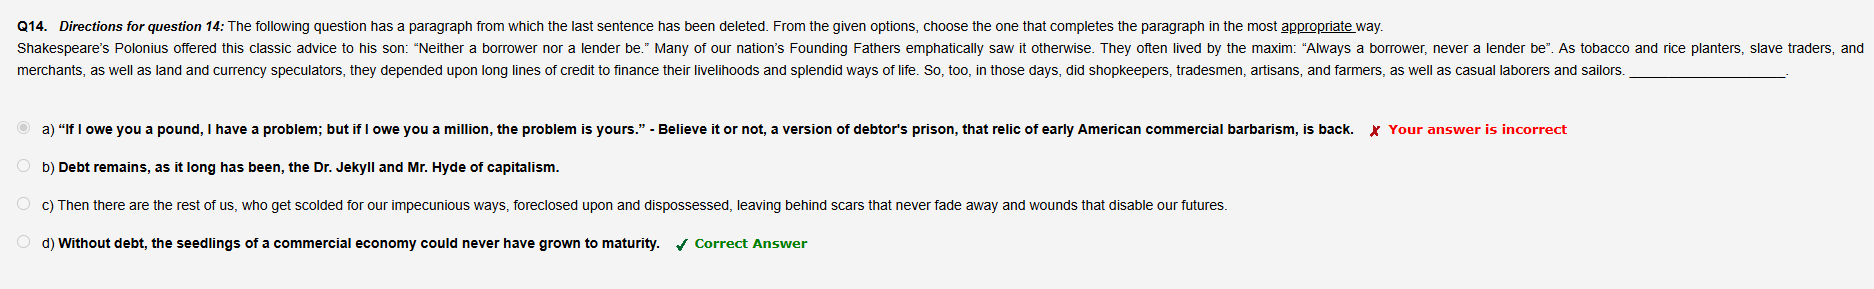 Q14. Directions for question 14: The following question has a paragraph from which the last sentence has been deleted. From the given options, choose the one that completes the paragraph in the most appropriate way.
Shakespeare's Polonius offered this classic advice to his son: “Neither a borrower nor a lender be.” Many of our nation’s Founding Fathers emphatically saw it otherwise. They often lived by the maxim: “Always a borrower, never a lender be”. As tobacco and rice planters, slave traders, and
merchants, as well as land and currency speculators, they depended upon long lines of credit to finance their livelihoods and splendid ways of life. So, too, in those days, did shopkeepers, tradesmen, artisans, and farmers, as well as casual laborers and sailors. ____________________.
a) “If I owe you a pound, I have a problem; but if I owe you a million, the problem is yours.” - Believe it or not, a version of debtor's prison, that relic of early American commercial barbarism, is back. ✗ Your answer is incorrect
b) Debt remains, as it long has been, the Dr. Jekyll and Mr. Hyde of capitalism.
c) Then there are the rest of us, who get scolded for our impecunious ways, foreclosed upon and dispossessed, leaving behind scars that never fade away and wounds that disable our futures.
d) Without debt, the seedlings of a commercial economy could never have grown to maturity. ✓ Correct Answer